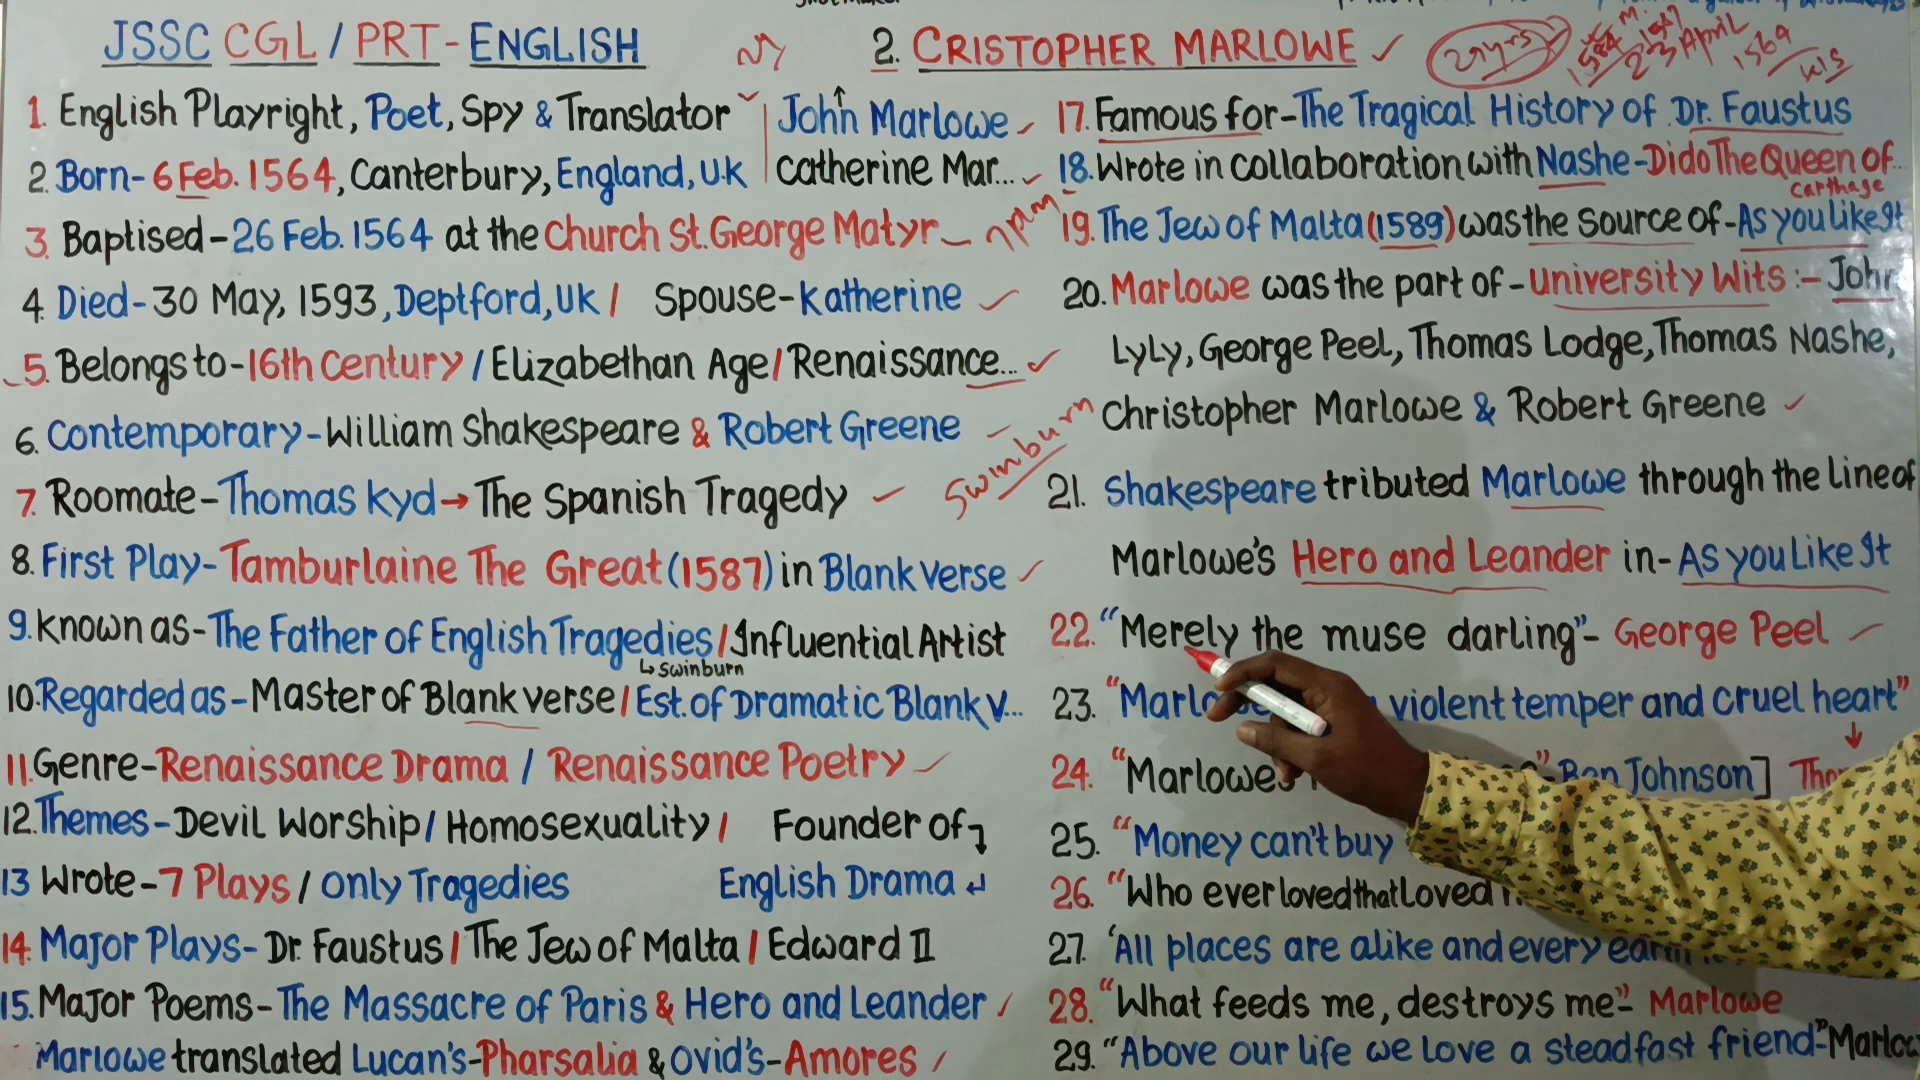 JSSC CGL / PRT - ENGLISH
2. CRISTOPHER MARLOWE
29yrs
1564
23 April
1564
1. English Playright, Poet, Spy & Translator
John Marlowe
Catherine Mar...
2. Born- 6 Feb. 1564, Canterbury, England, U.K
3. Baptised - 26 Feb. 1564 at the Church St. George Matyr
4. Died- 30 May, 1593, Deptford, UK / Spouse- Katherine
5. Belongs to - 16th Century / Elizabethan Age / Renaissance...
6. Contemporary - William Shakespeare & Robert Greene
7. Roomate - Thomas Kyd → The Spanish Tragedy
8. First Play - Tamburlaine The Great (1587) in Blank verse
9. Known as - The Father of English Tragedies / Influential Artist
↳ Swinburn
10. Regarded as - Master of Blank verse / Est. of Dramatic Blank V...
11. Genre - Renaissance Drama / Renaissance Poetry
12. Themes - Devil Worship / Homosexuality / Founder of
English Drama
13 Wrote - 7 Plays / Only Tragedies
14. Major Plays - Dr. Faustus / The Jew of Malta / Edward II
15. Major Poems - The Massacre of Paris & Hero and Leander
Marlowe translated Lucan's - Pharsalia & Ovid's - Amores
17. Famous for - The Tragical History of Dr. Faustus
18. Wrote in collaboration with Nashe - Dido The Queen of...
Carthage
19. The Jew of Malta (1589) was the source of - As you Like It
20. Marlowe was the part of - University Wits :- John
LyLy, George Peel, Thomas Lodge, Thomas Nashe,
Christopher Marlowe & Robert Greene
Swinburn
21. Shakespeare tributed Marlowe through the line of
Marlowe's Hero and Leander in - As you Like It
22. "Merely the muse darling" - George Peel
23. "Marlowe violent temper and cruel heart"
24. "Marlowes Ben Johnson]
25. "Money can't buy
26. "Who ever loved that Loved
27. 'All places are alike and every
28. "What feeds me, destroys me" - Marlowe
29. "Above our life we love a steadfast friend" - Marlow